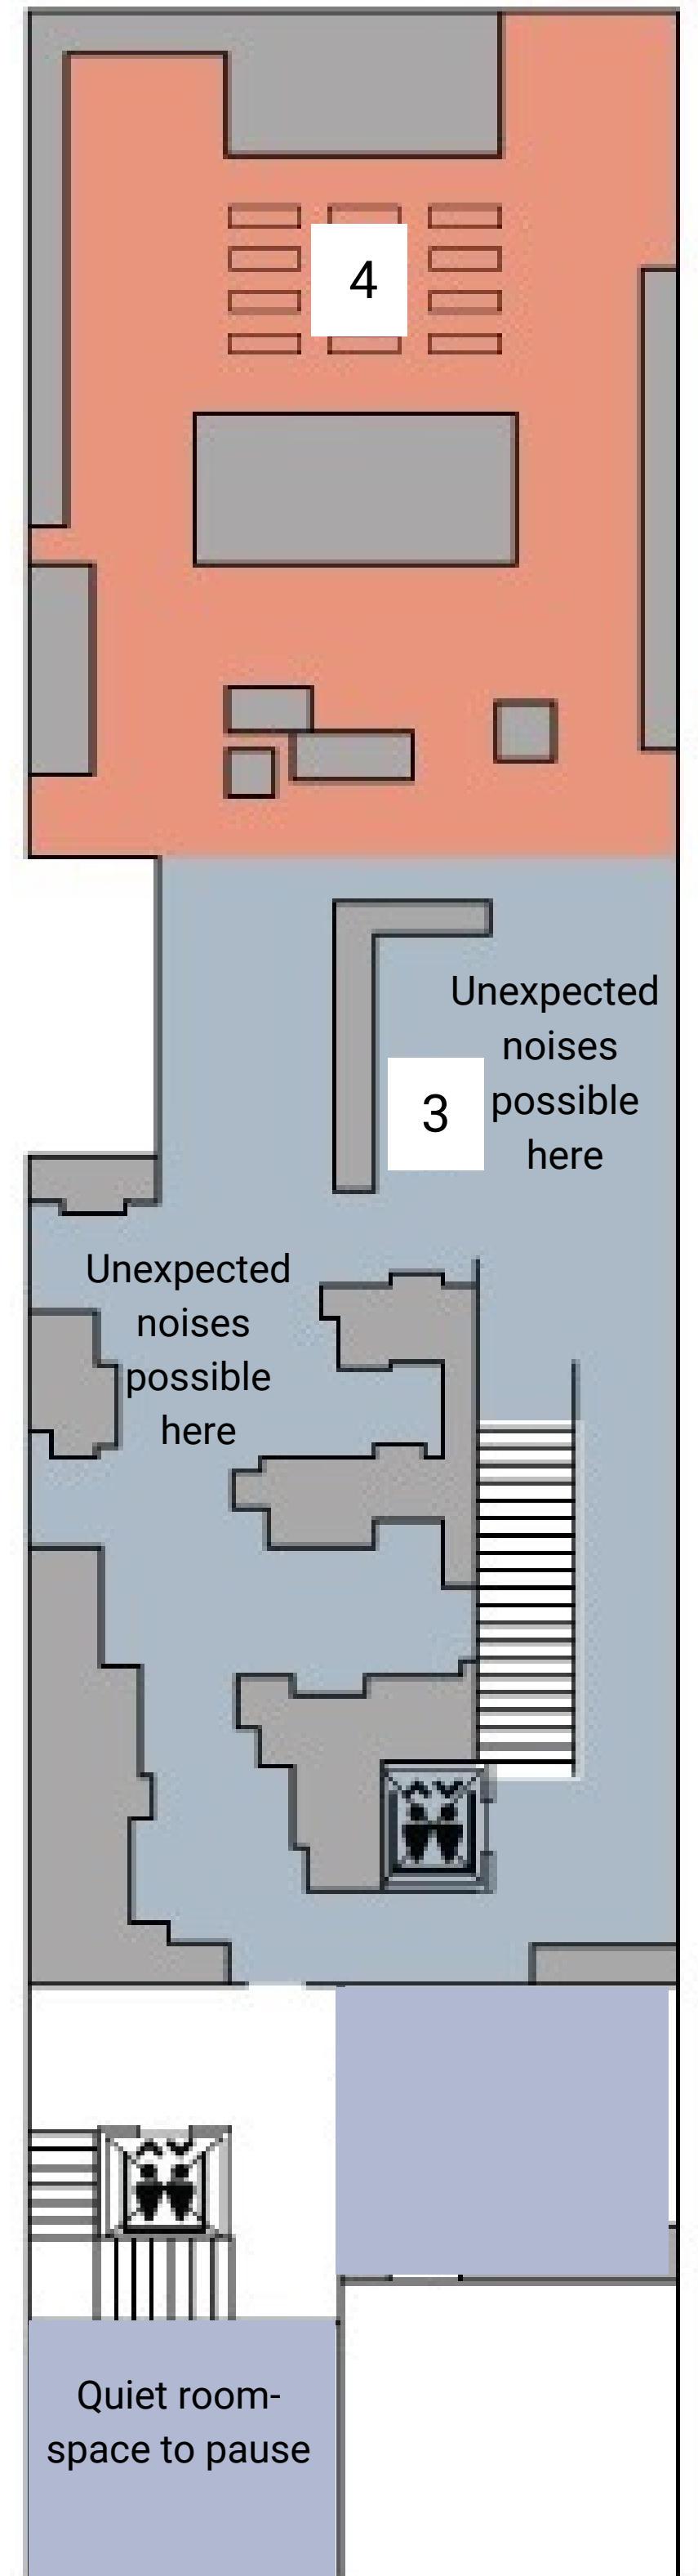 4
Unexpected
noises
possible
here
3
Unexpected
noises
possible
here
Quiet room-
space to pause